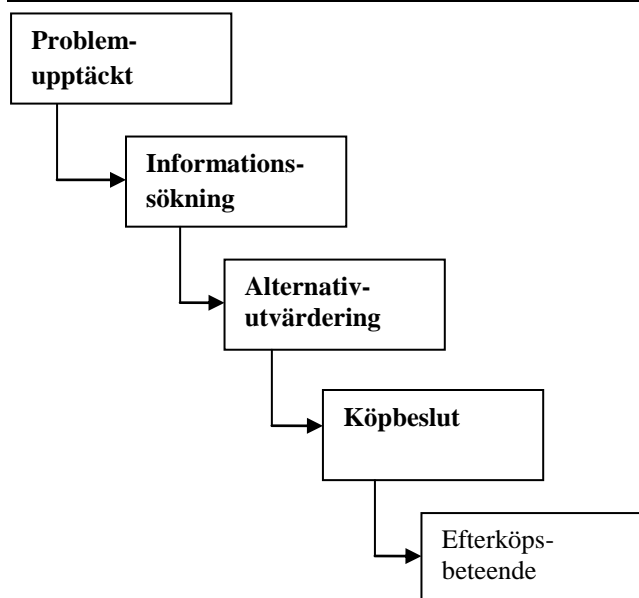 Problem-
upptäckt
Informations-
sökning
Alternativ-
utvärdering
Köpbeslut
Efterköps-
beteende